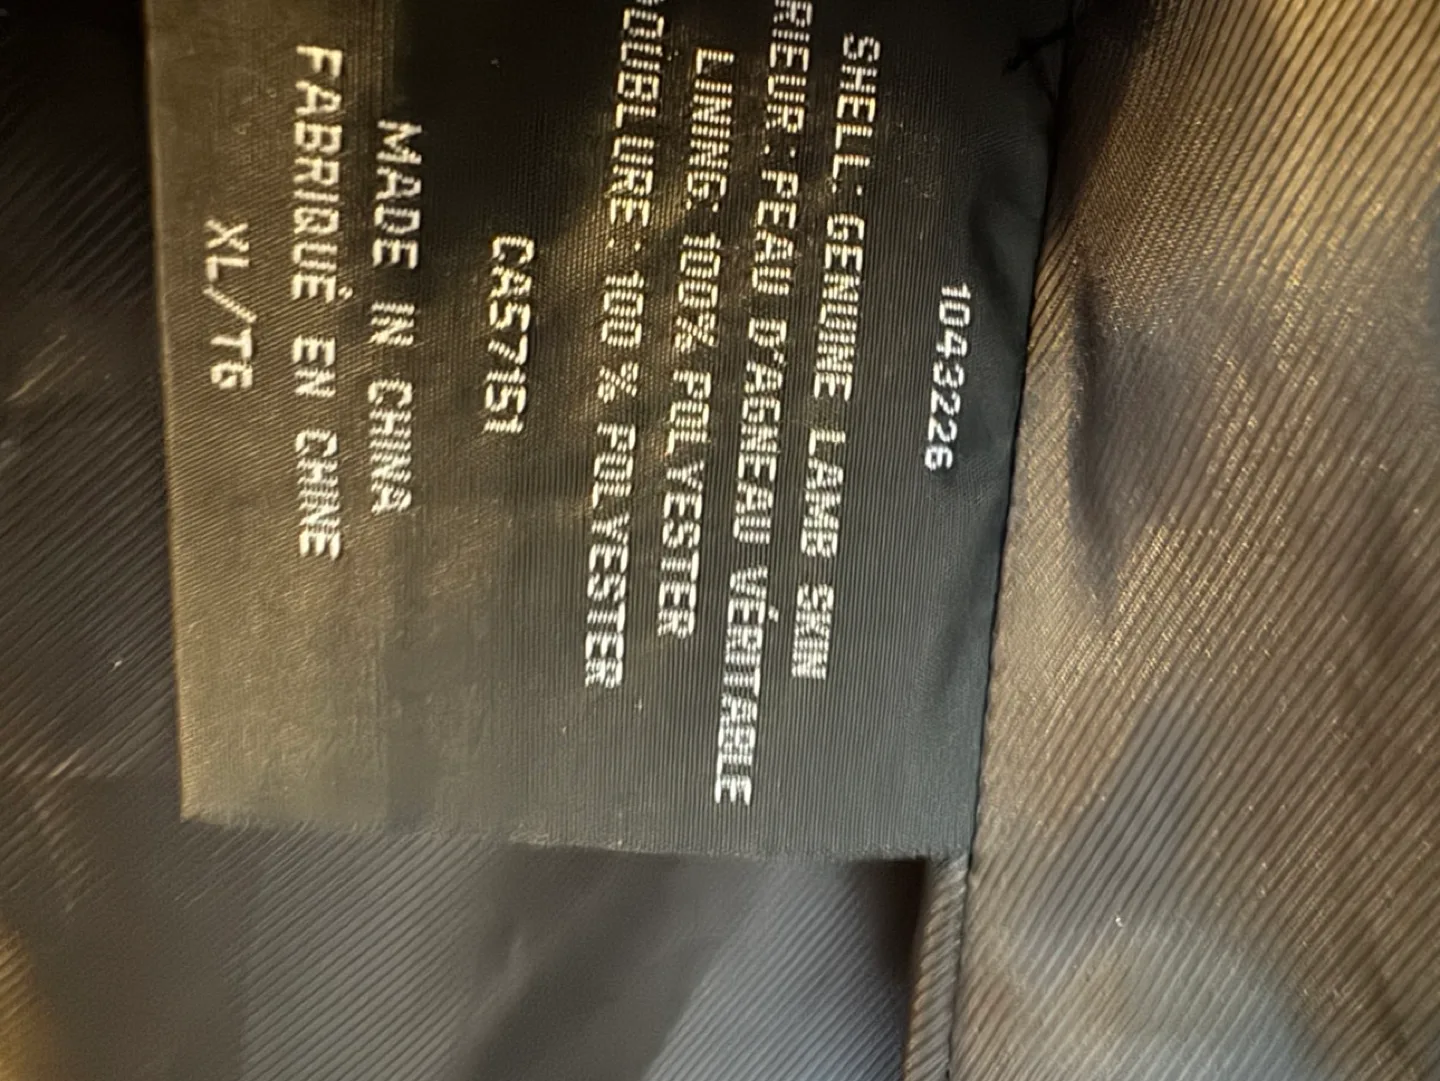 1043226
SHELL: GENUINE LAMB SKIN
RIEUR : PEAU D'AGNEAU VÉRITABLE
LINING: 100% POLYESTER
DOUBLURE: 100 % POLYESTER
CA57151
MADE IN CHINA
FABRIQUÉ EN CHINE
XL/TG